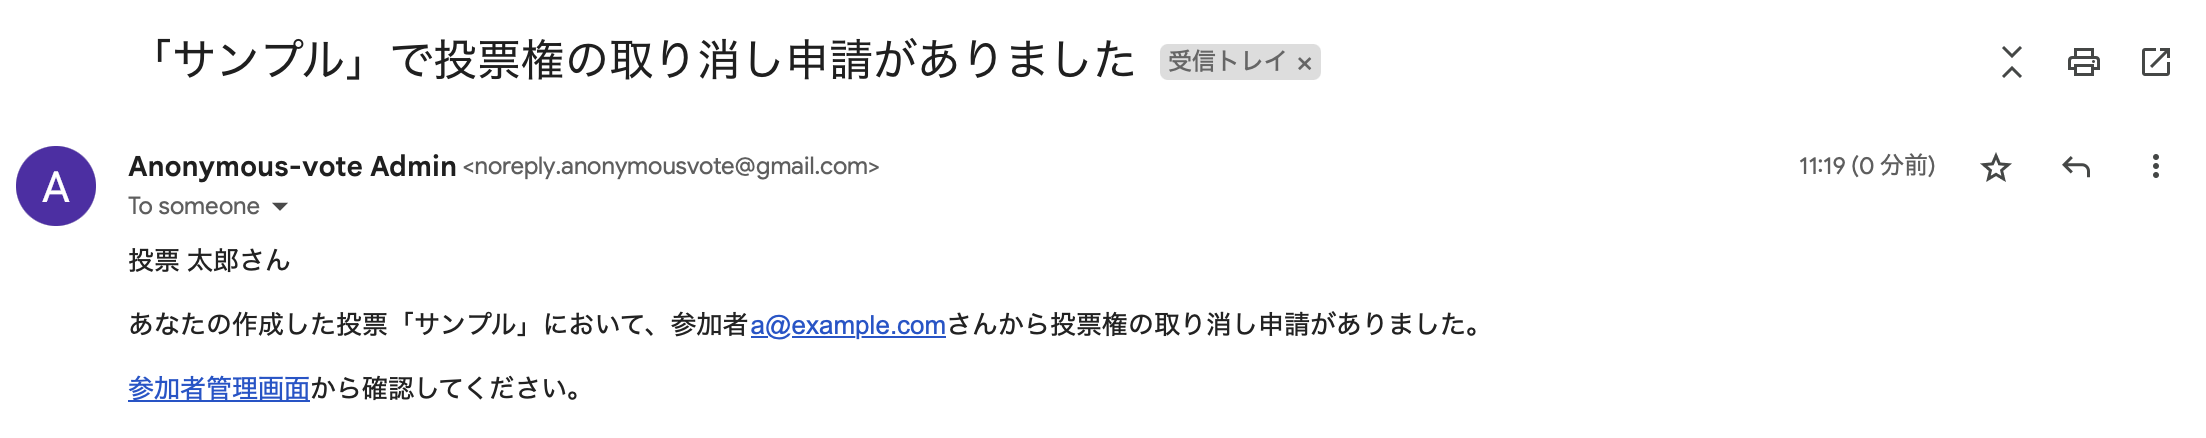 「サンプル」で投票権の取り消し申請がありました 受信トレイ ×
Anonymous-vote Admin <noreply.anonymousvote@gmail.com> 11:19 (0 分前)
A
To someone
投票 太郎さん
あなたの作成した投票「サンプル」において、参加者a@example.comさんから投票権の取り消し申請がありました。
参加者管理画面から確認してください。